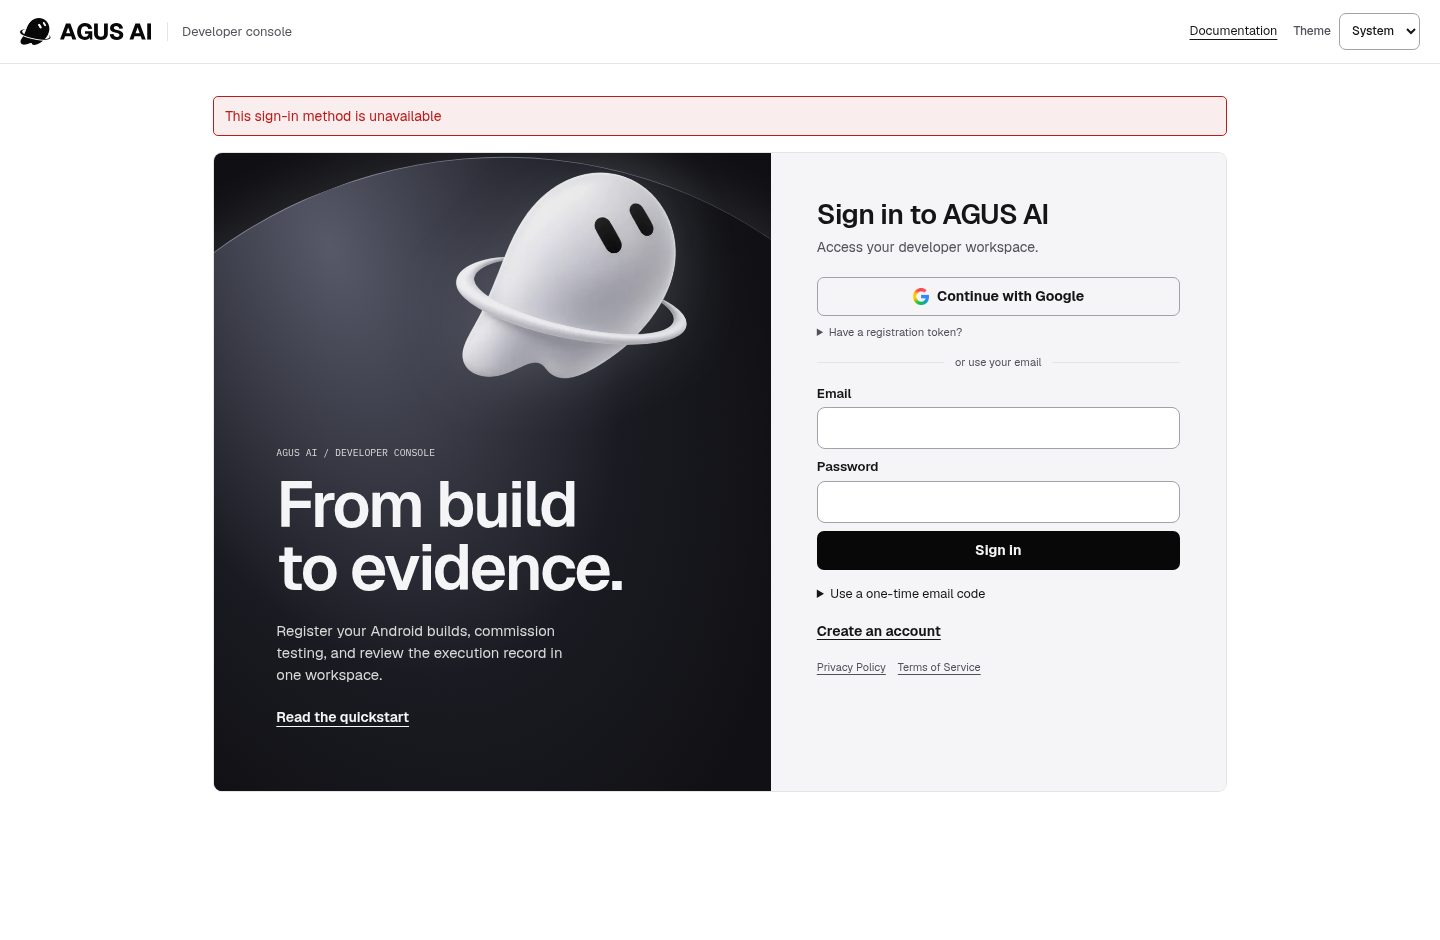 AGUS AI
Developer console
Documentation
Theme
System
This sign-in method is unavailable
AGUS AI / DEVELOPER CONSOLE
From build
to evidence.
Register your Android builds, commission
testing, and review the execution record in
one workspace.
Read the quickstart
Sign in to AGUS AI
Access your developer workspace.
Continue with Google
Have a registration token?
or use your email
Email
Password
Sign in
Use a one-time email code
Create an account
Privacy Policy
Terms of Service